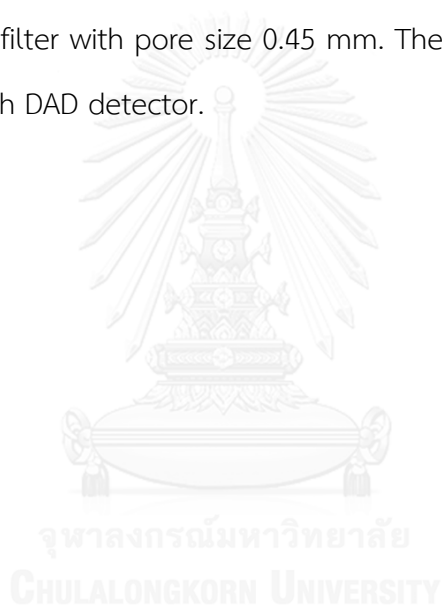 filter with pore size 0.45 mm. The
h DAD detector.
จุฬาลงกรณ์มหาวิทยาลัย
CHULALONGKORN UNIVERSITY